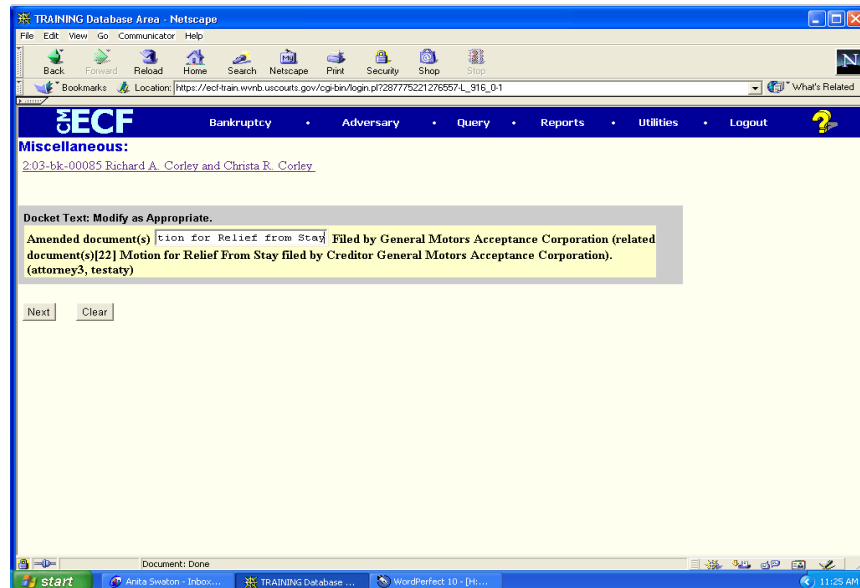 TRAINING Database Area - Netscape
File Edit View Go Communicator Help
Back Forward Reload Home Search Netscape Print Security Shop Stop
My
N
Bookmarks Location: https://ecf-train.wvnb.uscourts.gov/cgi-bin/login.pl?287775221276557-L_916_0-1 What's Related
CM ECF Bankruptcy • Adversary • Query • Reports • Utilities • Logout ?
Miscellaneous:
2:03-bk-00085 Richard A. Corley and Christa R. Corley
Docket Text: Modify as Appropriate.
Amended document(s) tion for Relief from Stay Filed by General Motors Acceptance Corporation (related
document(s)[22] Motion for Relief From Stay filed by Creditor General Motors Acceptance Corporation).
(attorney3, testaty)
Next Clear
Document: Done
start Anita Swaton - Inbox... TRAINING Database ... WordPerfect 10 - [H:... 11:25 AM